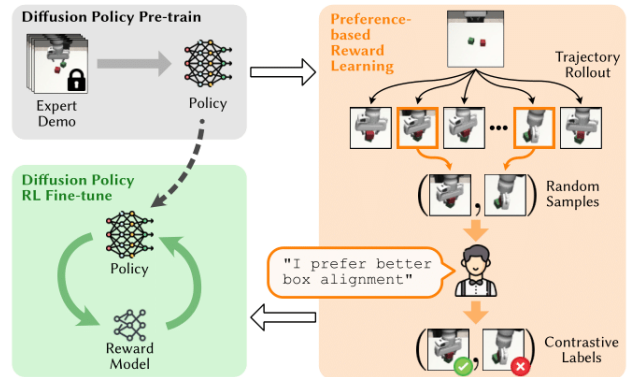 Diffusion Policy Pre-train
Expert
Demo
Policy
Preference-
based
Reward
Learning
Trajectory
Rollout
Random
Samples
"I prefer better
box alignment"
Contrastive
Labels
Diffusion Policy
RL Fine-tune
Policy
Reward
Model